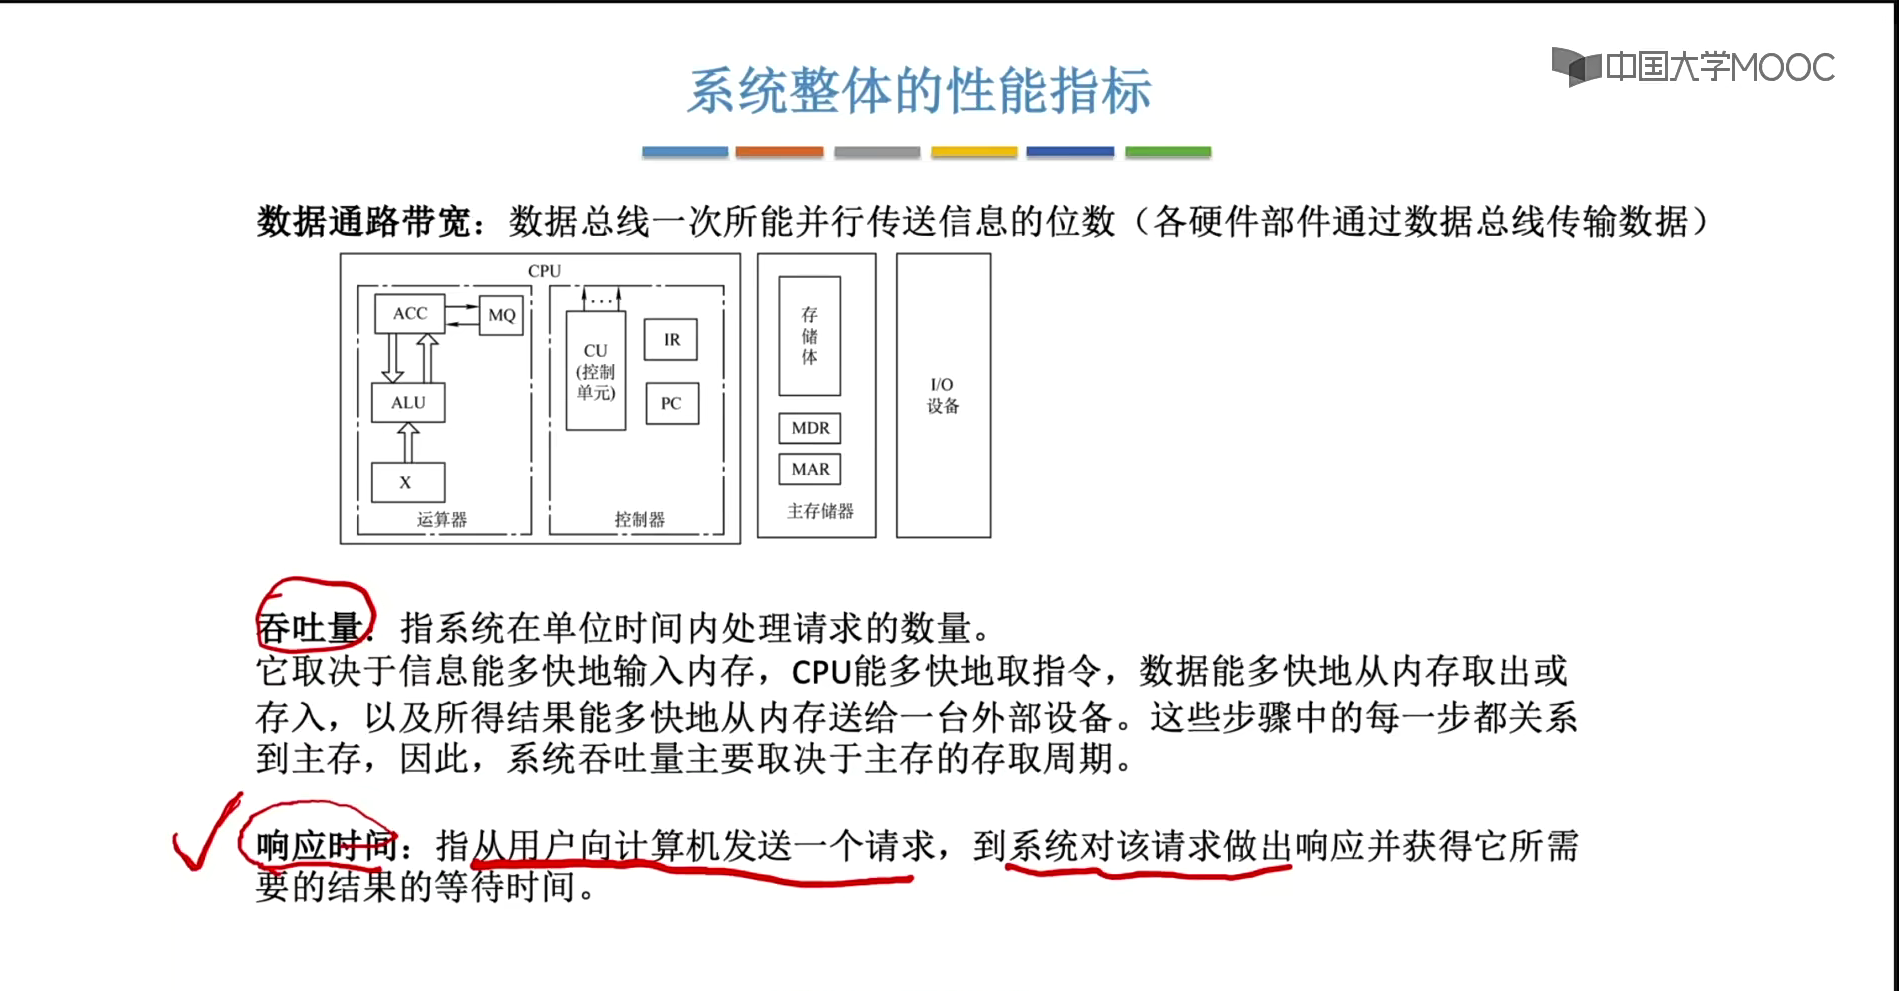 中国大学MOOC
系统整体的性能指标
数据通路带宽：数据总线一次所能并行传送信息的位数（各硬件部件通过数据总线传输数据）
CPU
ACC
MQ
ALU
X
运算器
...
CU
(控制
单元)
IR
PC
控制器
存
储
体
MDR
MAR
主存储器
I/O
设备
吞吐量：指系统在单位时间内处理请求的数量。
它取决于信息能多快地输入内存，CPU能多快地取指令，数据能多快地从内存取出或
存入，以及所得结果能多快地从内存送给一台外部设备。这些步骤中的每一步都关系
到主存，因此，系统吞吐量主要取决于主存的存取周期。
响应时间：指从用户向计算机发送一个请求，到系统对该请求做出响应并获得它所需
要的结果的等待时间。